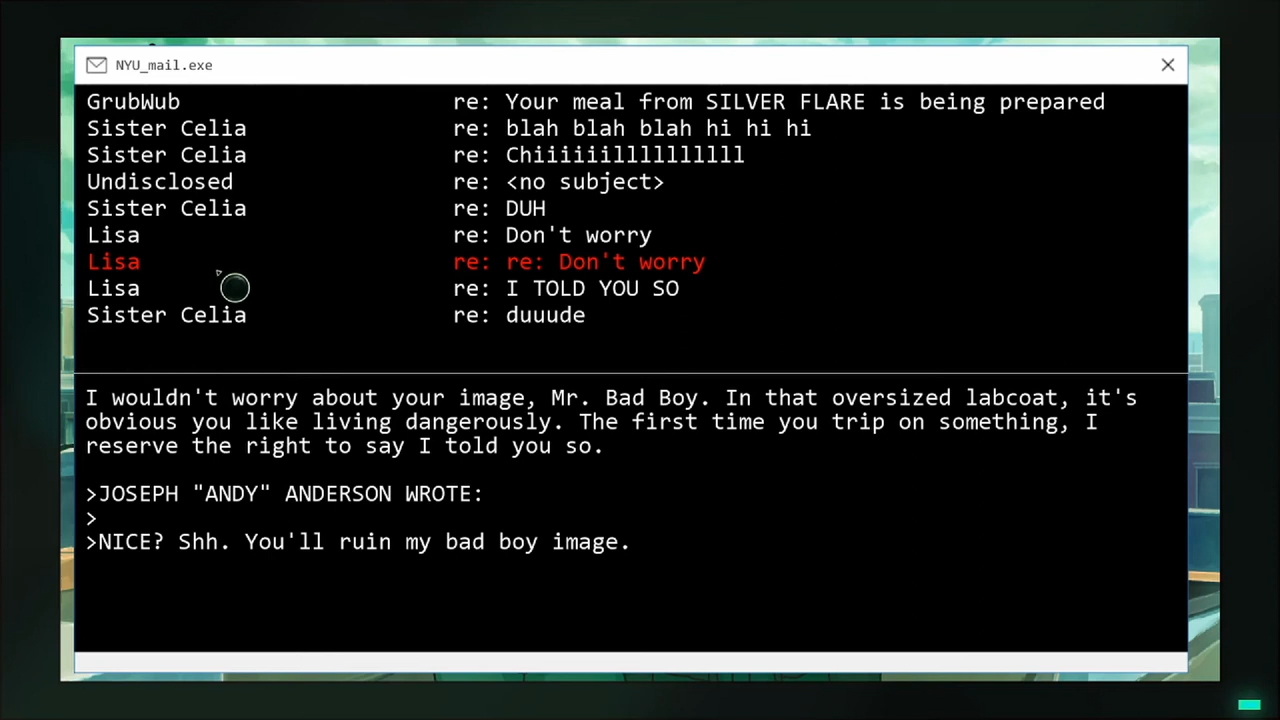 NYU_mail.exe
GrubWub re: Your meal from SILVER FLARE is being prepared
Sister Celia re: blah blah blah hi hi hi
Sister Celia re: Chiiiiiillllllllll
Undisclosed re: <no subject>
Sister Celia re: DUH
Lisa re: Don't worry
Lisa re: re: Don't worry
Lisa re: I TOLD YOU SO
Sister Celia re: duuude
I wouldn't worry about your image, Mr. Bad Boy. In that oversized labcoat, it's
obvious you like living dangerously. The first time you trip on something, I
reserve the right to say I told you so.
>JOSEPH "ANDY" ANDERSON WROTE:
>
>NICE? Shh. You'll ruin my bad boy image.